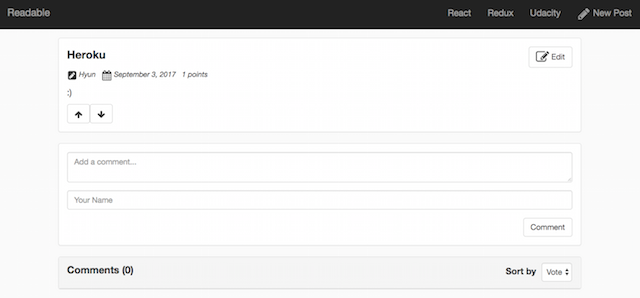 Readable React Redux Udacity New Post
Heroku Edit
Hyun September 3, 2017 1 points
:)
Add a comment...
Your Name
Comment
Comments (0) Sort by Vote